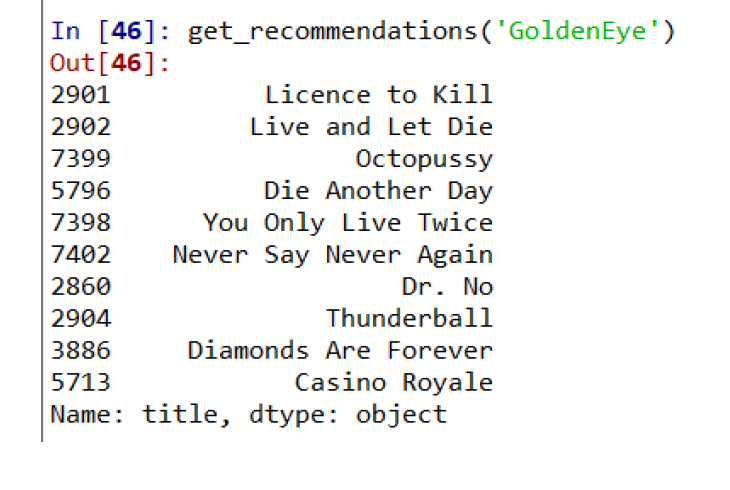 In [46]: get_recommendations('GoldenEye')
Out[46]:
2901 Licence to Kill
2902 Live and Let Die
7399 Octopussy
5796 Die Another Day
7398 You Only Live Twice
7402 Never Say Never Again
2860 Dr. No
2904 Thunderball
3886 Diamonds Are Forever
5713 Casino Royale
Name: title, dtype: object